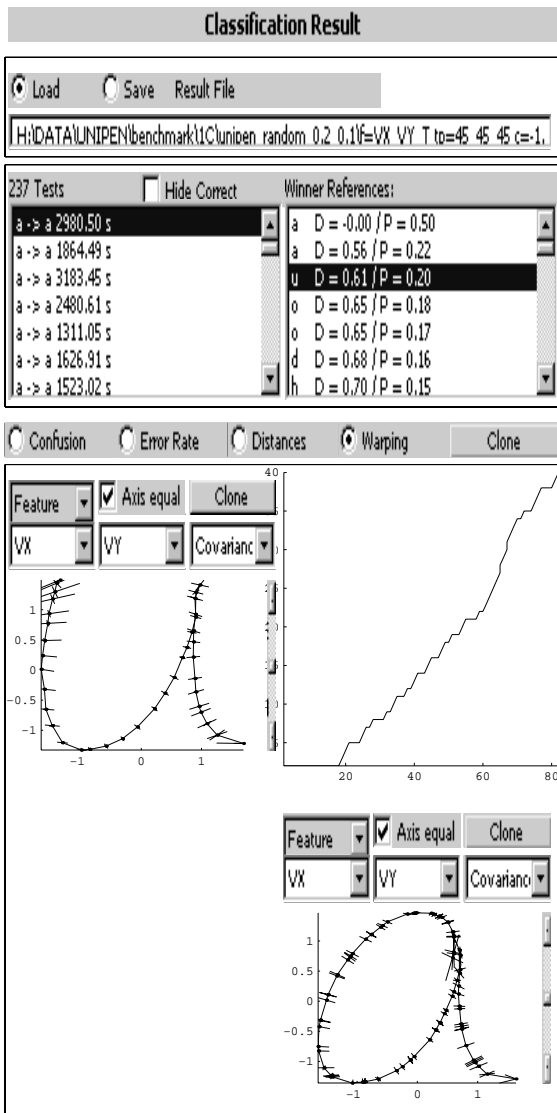 Classification Result
Load Save Result File
H:\DATA\UNIPEN\benchmark\1C\unipen_random_0.2_0.1\f=VX_VY_T tp=45_45_45 c=-1.
237 Tests Hide Correct Winner References:
a -> a 2980.50 s
a -> a 1864.49 s
a -> a 3183.45 s
a -> a 2480.61 s
a -> a 1311.05 s
a -> a 1626.91 s
a -> a 1523.02 s
a D = -0.00 / P = 0.50
a D = 0.56 / P = 0.22
u D = 0.61 / P = 0.20
o D = 0.65 / P = 0.18
o D = 0.65 / P = 0.17
d D = 0.68 / P = 0.16
h D = 0.70 / P = 0.15
Confusion Error Rate Distances Warping Clone
Feature Axis equal Clone
VX VY Covarianc
1
0.5
0
-0.5
-1
-1 0 1
40
20 40 60 80
Feature Axis equal Clone
VX VY Covarianc
1
0.5
0
-0.5
-1
-1 0 1